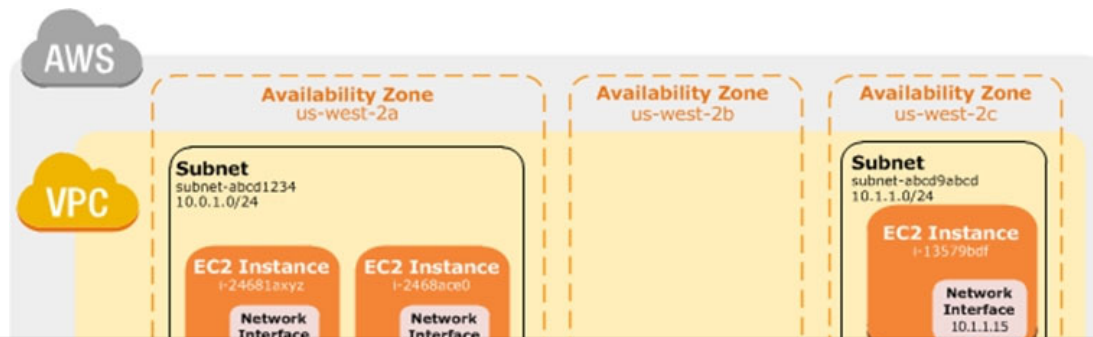 AWS
Availability Zone
us-west-2a
Availability Zone
us-west-2b
Availability Zone
us-west-2c
VPC
Subnet
subnet-abcd1234
10.0.1.0/24
EC2 Instance
i-24681axyz
Network
Interface
EC2 Instance
i-2468ace0
Network
Interface
Subnet
subnet-abcd9abcd
10.1.1.0/24
EC2 Instance
i-13579bdf
Network
Interface
10.1.1.15